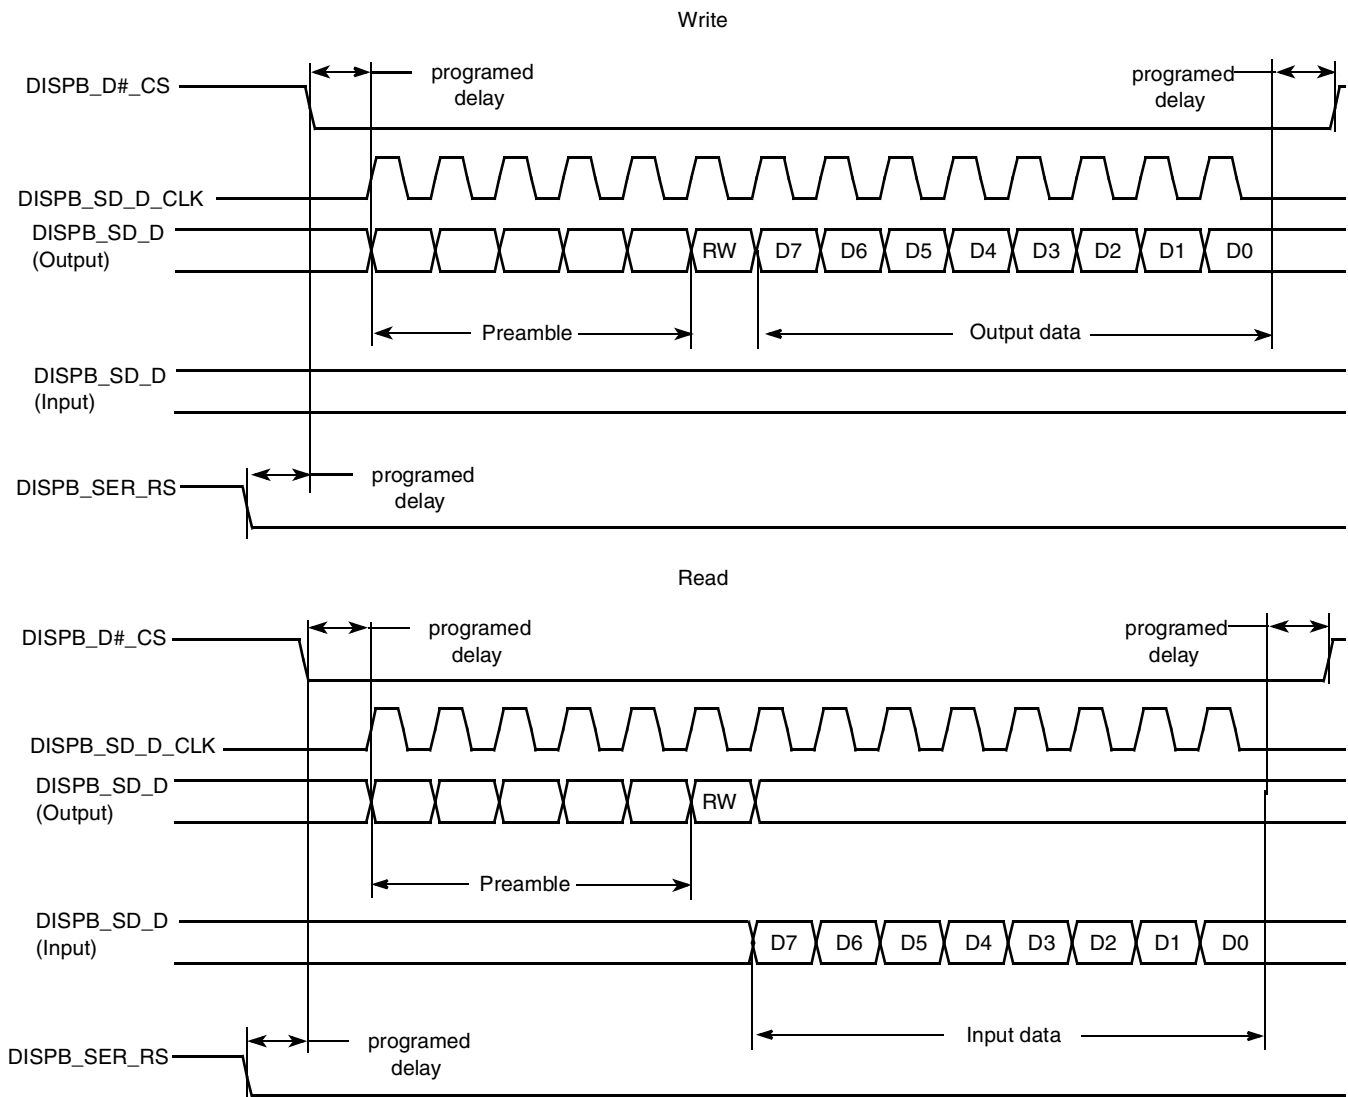 Write
DISPB_D#_CS
programed
delay
programed
delay
DISPB_SD_D_CLK
DISPB_SD_D
(Output)
RW D7 D6 D5 D4 D3 D2 D1 D0
Preamble
Output data
DISPB_SD_D
(Input)
DISPB_SER_RS
programed
delay
Read
DISPB_D#_CS
programed
delay
programed
delay
DISPB_SD_D_CLK
DISPB_SD_D
(Output)
RW
Preamble
DISPB_SD_D
(Input)
D7 D6 D5 D4 D3 D2 D1 D0
Input data
DISPB_SER_RS
programed
delay